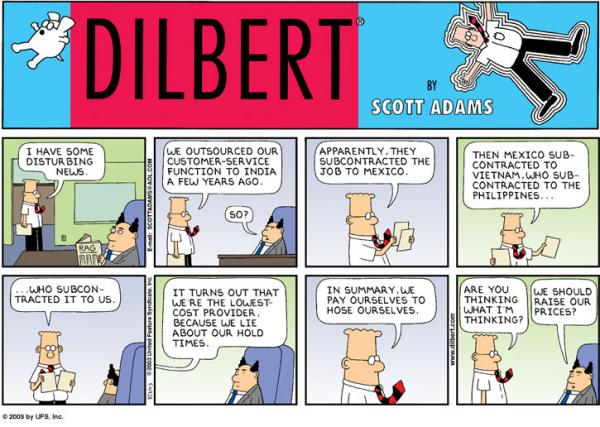 DILBERT®
BY
SCOTT ADAMS
I HAVE SOME
DISTURBING
NEWS.
RAG
E-mail: SCOTTADAMS@AOL.COM
WE OUTSOURCED OUR
CUSTOMER-SERVICE
FUNCTION TO INDIA
A FEW YEARS AGO.
SO?
APPARENTLY, THEY
SUBCONTRACTED THE
JOB TO MEXICO.
THEN MEXICO SUB-
CONTRACTED TO
VIETNAM, WHO SUB-
CONTRACTED TO THE
PHILIPPINES...
...WHO SUBCON-
TRACTED IT TO US.
© 2003 United Feature Syndicate, Inc.
IT TURNS OUT THAT
WE'RE THE LOWEST-
COST PROVIDER,
BECAUSE WE LIE
ABOUT OUR HOLD
TIMES.
IN SUMMARY, WE
PAY OURSELVES TO
HOSE OURSELVES.
www.dilbert.com
ARE YOU
THINKING
WHAT I'M
THINKING?
WE SHOULD
RAISE OUR
PRICES?
© 2003 by UFS, Inc.